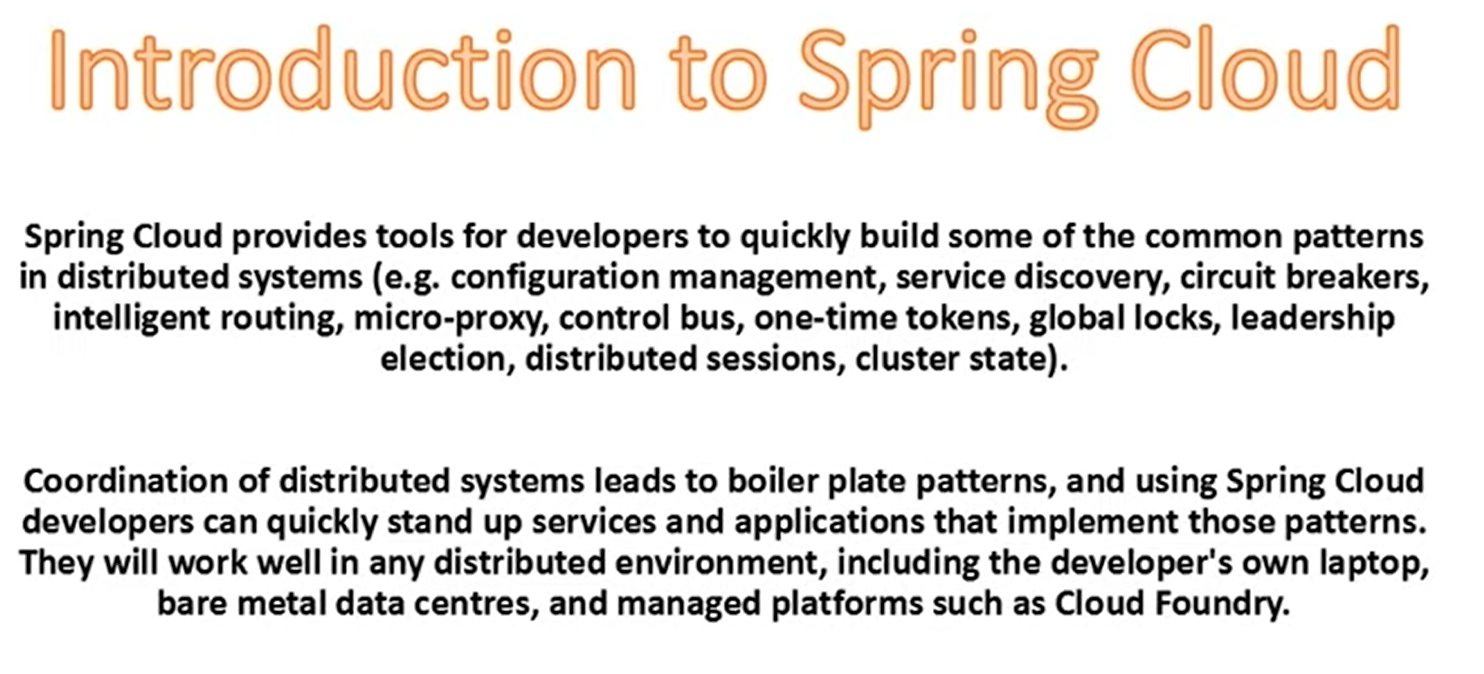 Introduction to Spring Cloud
Spring Cloud provides tools for developers to quickly build some of the common patterns
in distributed systems (e.g. configuration management, service discovery, circuit breakers,
intelligent routing, micro-proxy, control bus, one-time tokens, global locks, leadership
election, distributed sessions, cluster state).
Coordination of distributed systems leads to boiler plate patterns, and using Spring Cloud
developers can quickly stand up services and applications that implement those patterns.
They will work well in any distributed environment, including the developer's own laptop,
bare metal data centres, and managed platforms such as Cloud Foundry.